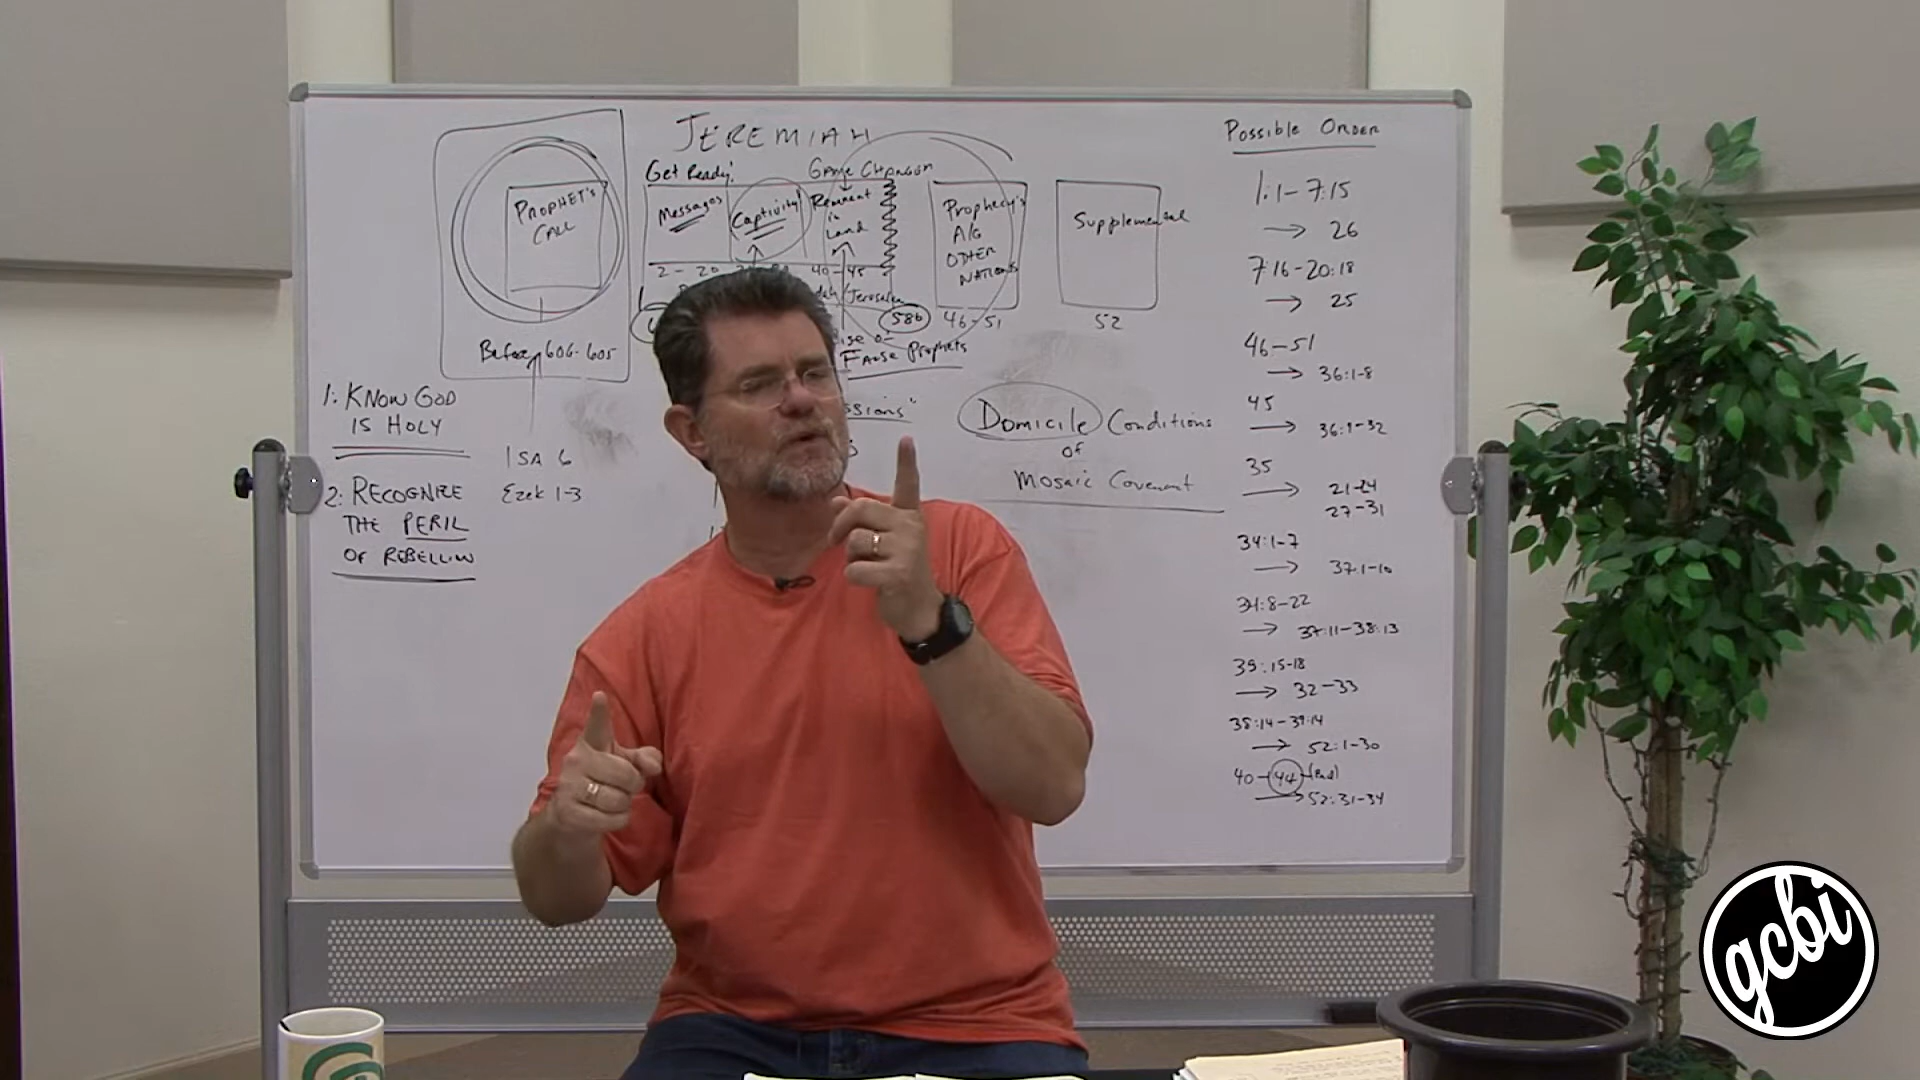 JEREMIAH
Get Ready!
GAME CHANGER
PROPHET'S
CALL
Messages
Captivity
Remnant
in
Land
Prophecy's
A/G
OTHER
NATIONS
Supplemental
2-20
40-45
Jerusalem
586
46-51
52
Before 606-605
False Prophets
1: KNOW GOD
IS HOLY
2: RECOGNIZE
THE PERIL
OF REBELLION
ISA 6
Ezek 1-3
Domicile Conditions
of
Mosaic Covenant
Possible Order
1:1-7:15
→ 26
7:16-20:18
→ 25
46-51
→ 36:1-8
45
→ 36:9-32
35
→ 21-24
27-31
34:1-7
→ 37:1-10
34:8-22
→ 37:11-38:13
39:15-18
→ 32-33
38:14-39:14
→ 52:1-30
40-44-(End)
→ 52:31-34
gcbi